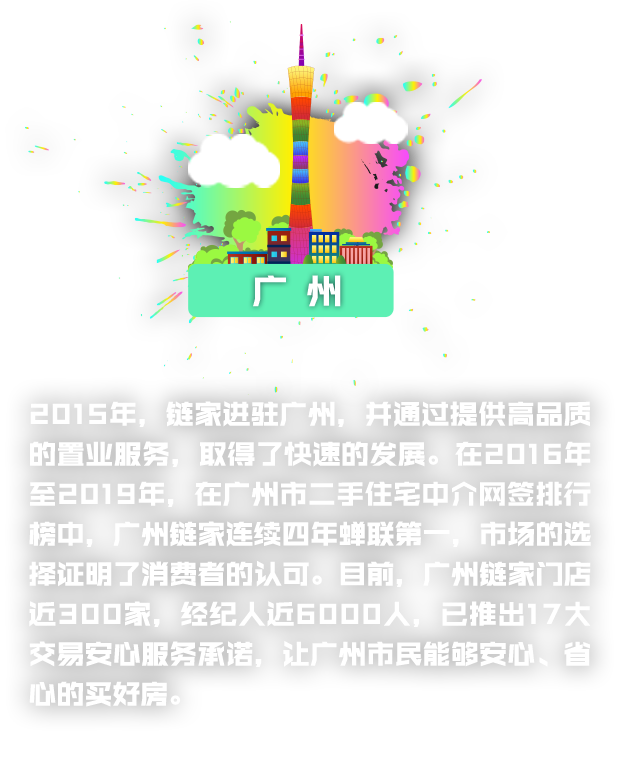 广州
2015年，链家进驻广州，并通过提供高品质
的置业服务，取得了快速的发展。在2016年
至2019年，在广州市二手住宅中介网签排行
榜中，广州链家连续四年蝉联第一，市场的选
择证明了消费者的认可。目前，广州链家门店
近300家，经纪人近6000人，已推出17大
交易安心服务承诺，让广州市民能够安心、省
心的买好房。